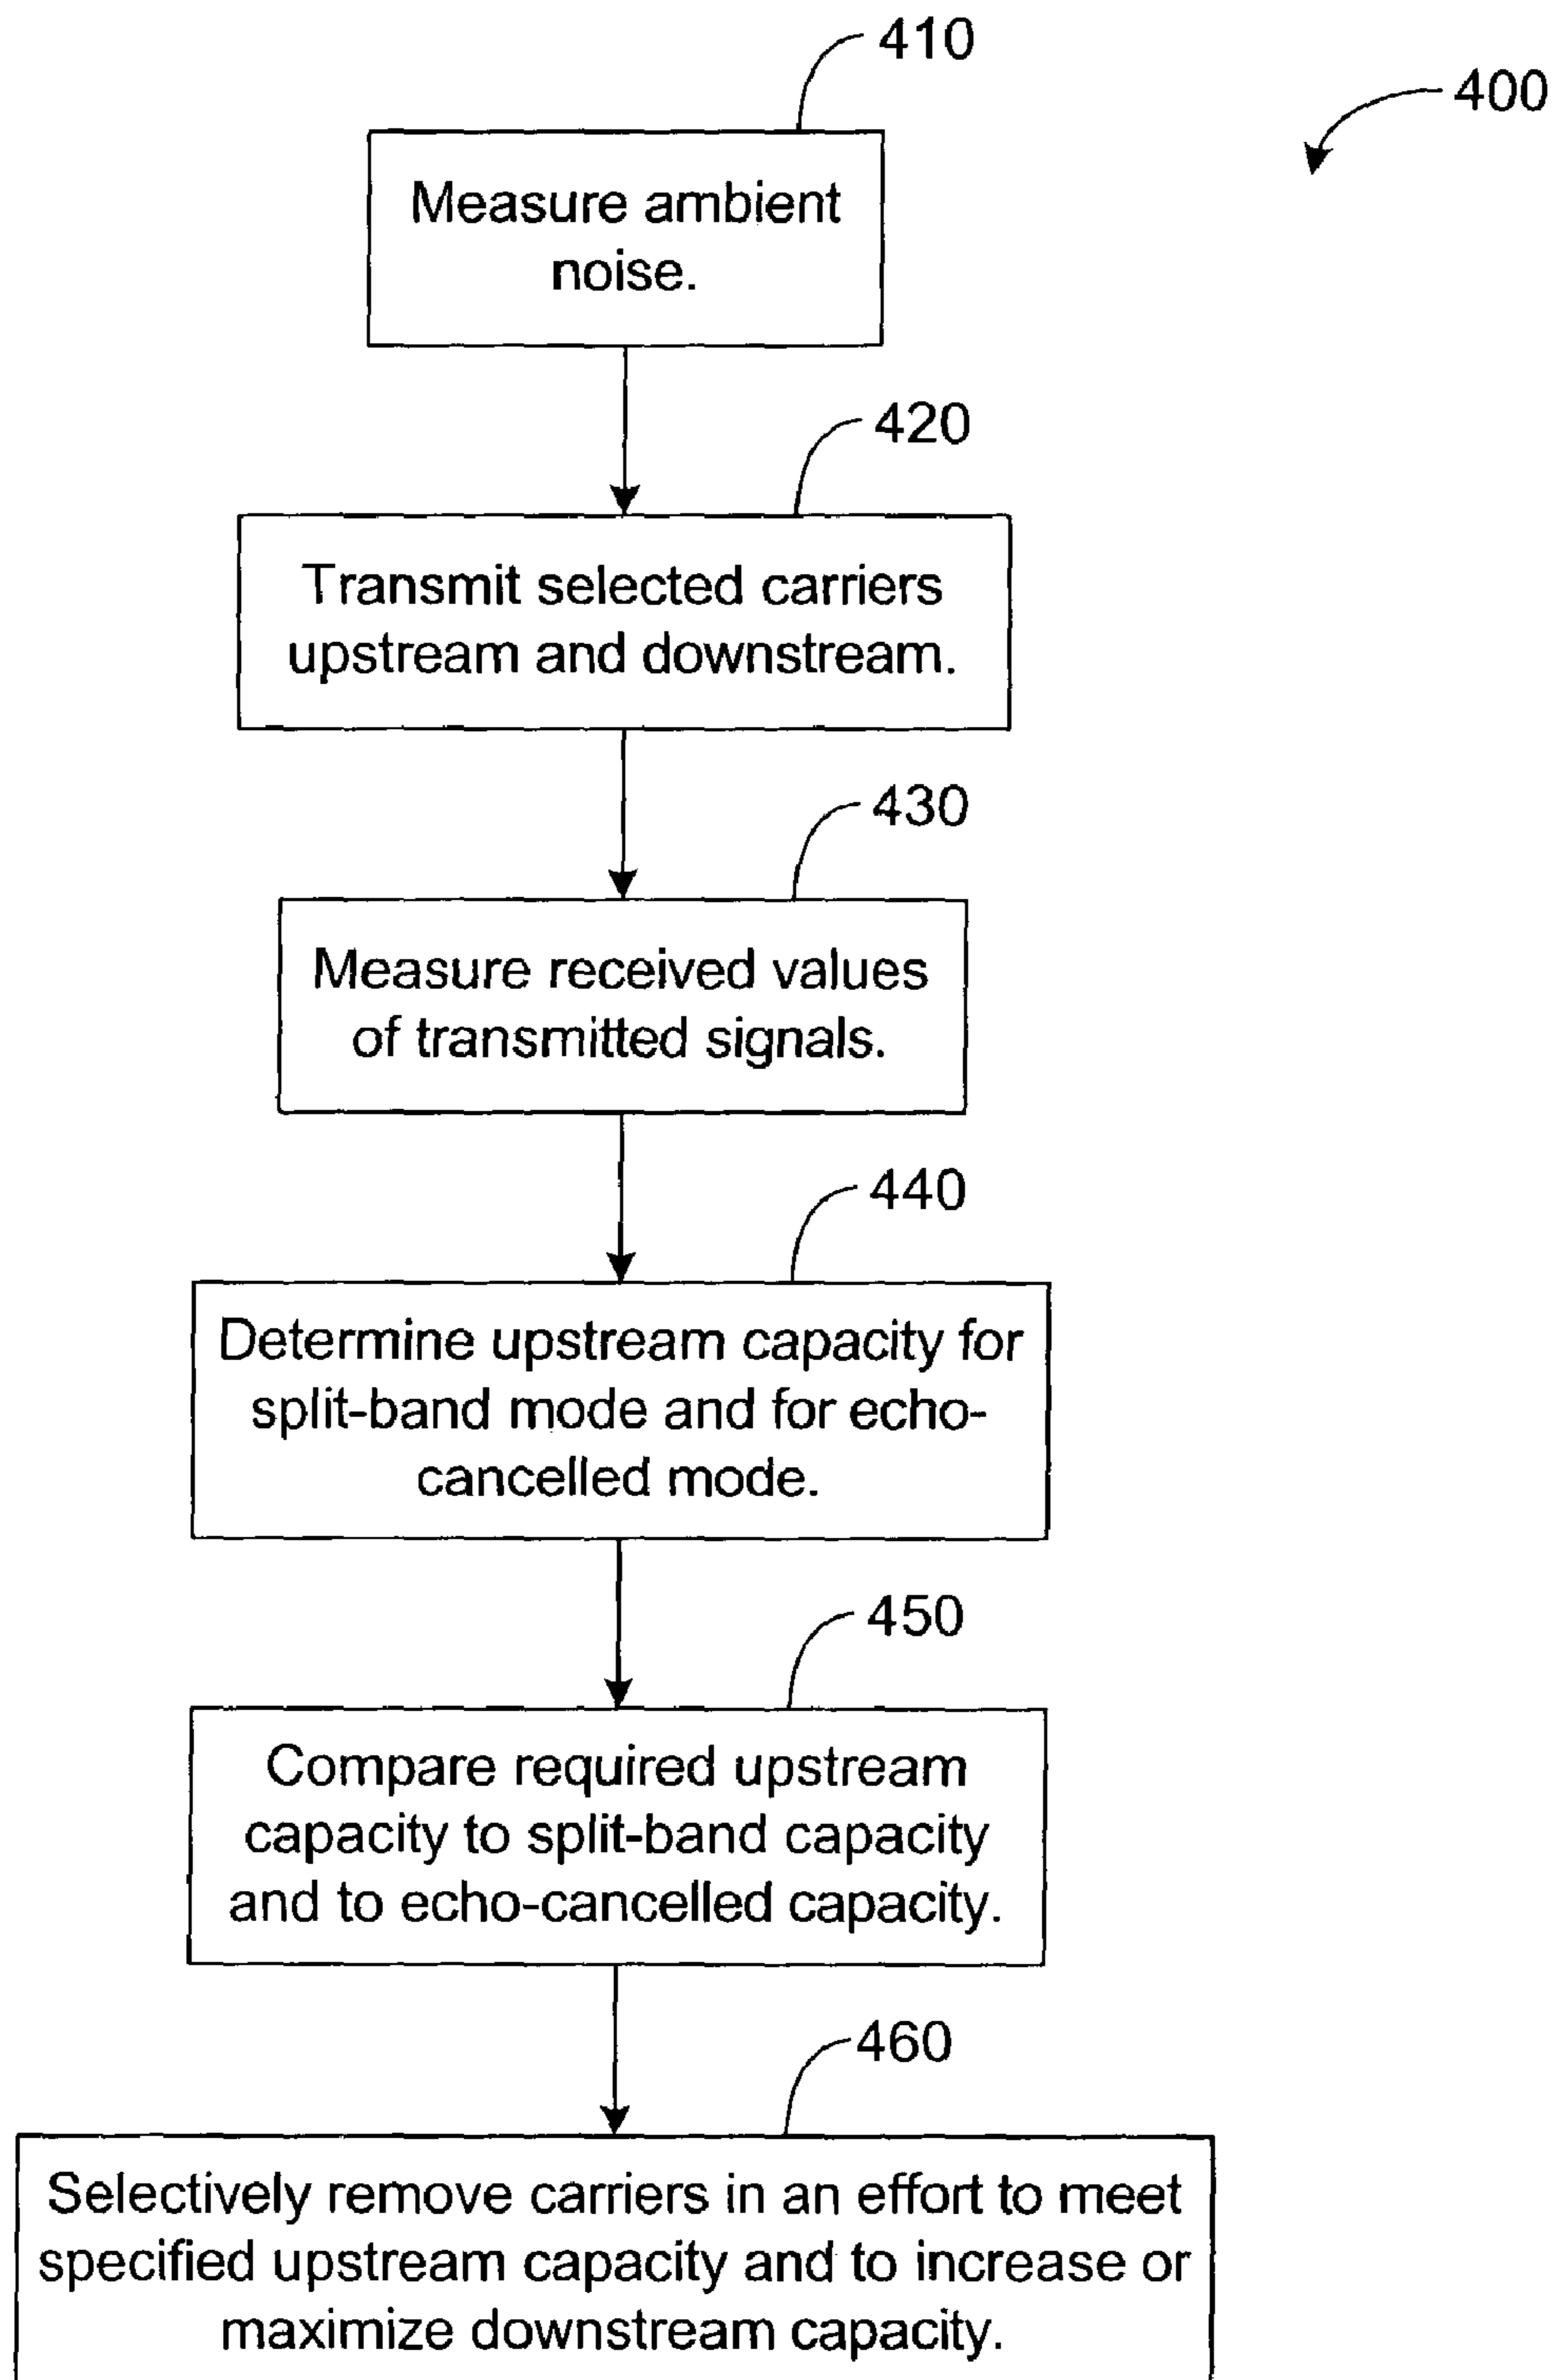 410
400
Measure ambient
noise.
420
Transmit selected carriers
upstream and downstream.
430
Measure received values
of transmitted signals.
440
Determine upstream capacity for
split-band mode and for echo-
cancelled mode.
450
Compare required upstream
capacity to split-band capacity
and to echo-cancelled capacity.
460
Selectively remove carriers in an effort to meet
specified upstream capacity and to increase or
maximize downstream capacity.